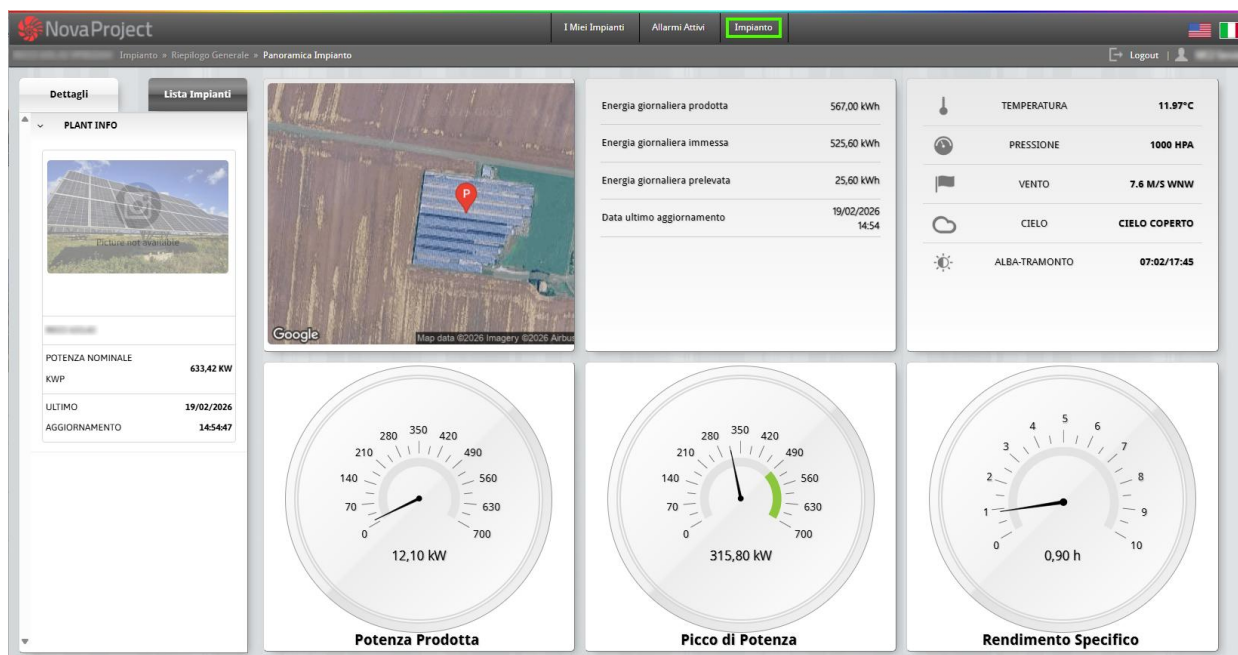 NovaProject
I Miei Impianti
Allarmi Attivi
Impianto
Impianto » Riepilogo Generale » Panoramica Impianto
Logout |
Dettagli
Lista Impianti
PLANT INFO
Picture not available
POTENZA NOMINALE
KWP
633,42 KW
ULTIMO
AGGIORNAMENTO
19/02/2026
14:54:47
P
Google
Map data ©2026 Imagery ©2026 Airbus
Energia giornaliera prodotta 567,00 kWh
Energia giornaliera immessa 525,60 kWh
Energia giornaliera prelevata 25,60 kWh
Data ultimo aggiornamento 19/02/2026
14:54
TEMPERATURA 11.97°C
PRESSIONE 1000 HPA
VENTO 7.6 M/S WNW
CIELO CIELO COPERTO
ALBA-TRAMONTO 07:02/17:45
0 70 140 210 280 350 420 490 560 630 700
12,10 kW
Potenza Prodotta
0 70 140 210 280 350 420 490 560 630 700
315,80 kW
Picco di Potenza
0 1 2 3 4 5 6 7 8 9 10
0,90 h
Rendimento Specifico